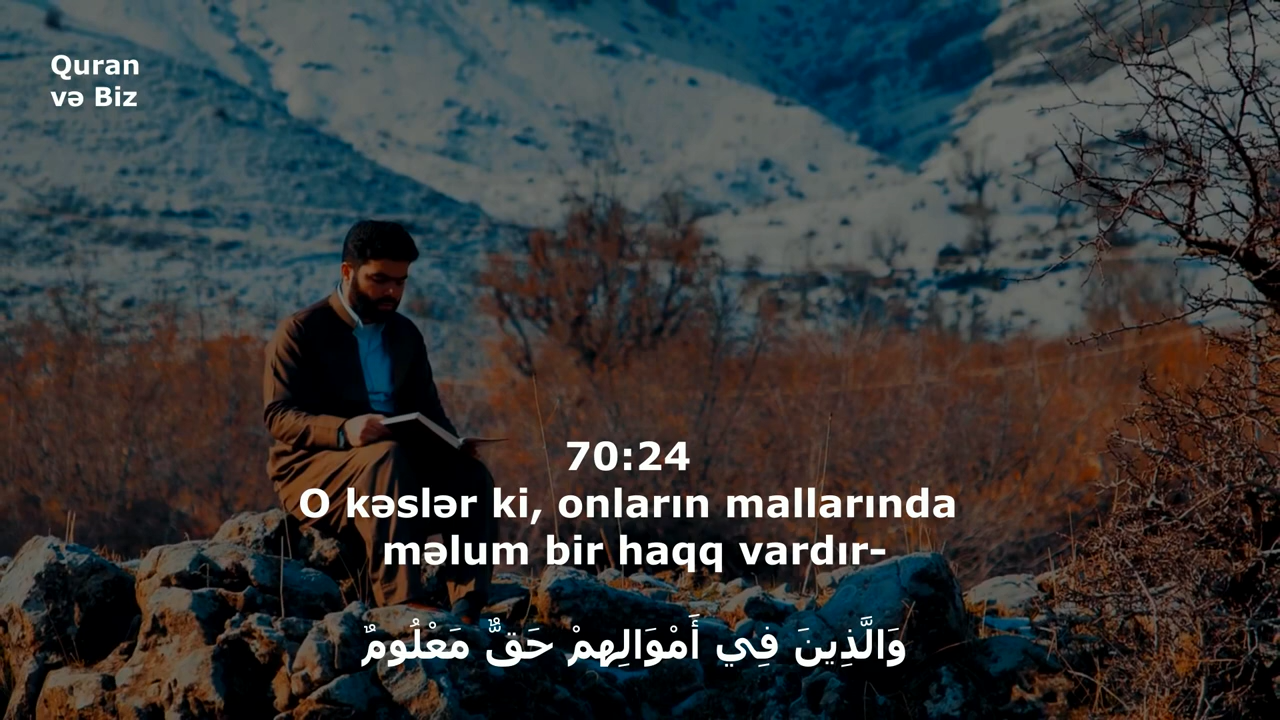 Quran
və Biz
70:24
O kəslər ki, onların mallarında
məlum bir haqq vardır-
وَالَّذِينَ فِي أَمْوَالِهِمْ حَقٌّ مَعْلُومٌ